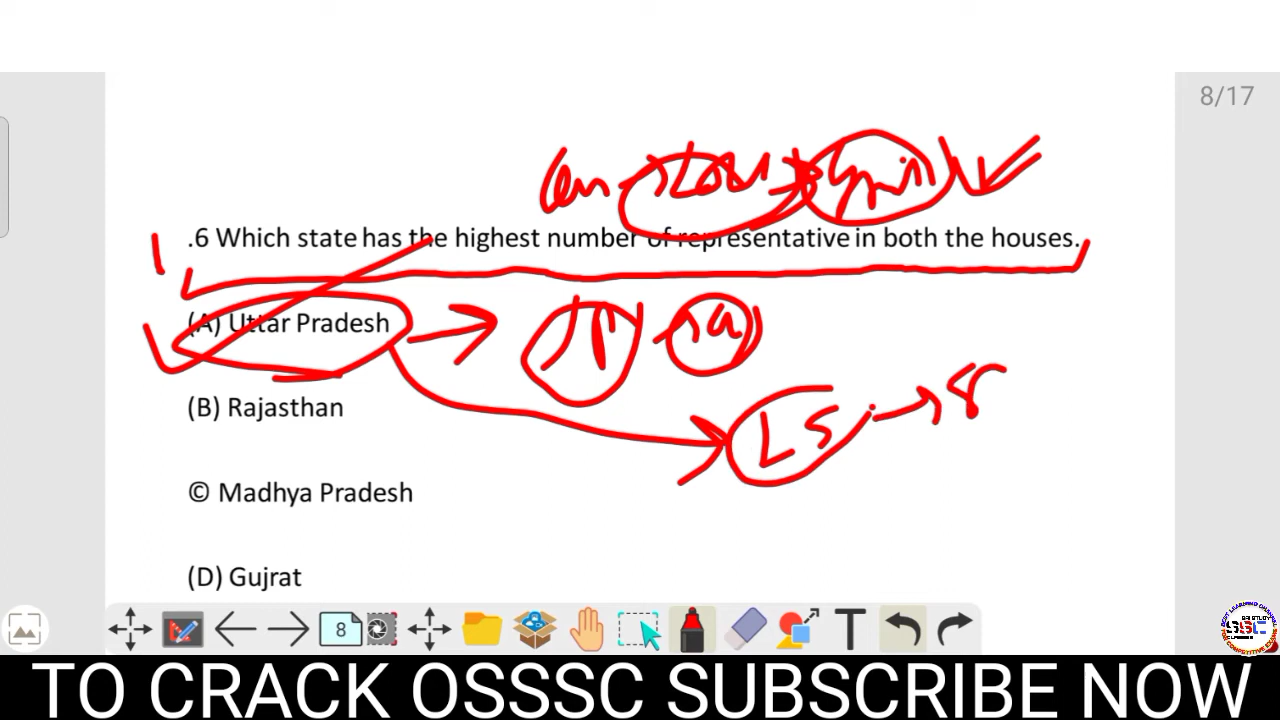 8/17
.6 Which state has the highest number of representative in both the houses.
(A) Uttar Pradesh
LS → 8
(B) Rajasthan
© Madhya Pradesh
(D) Gujrat
8
T
TO CRACK OSSSC SUBSCRIBE NOW